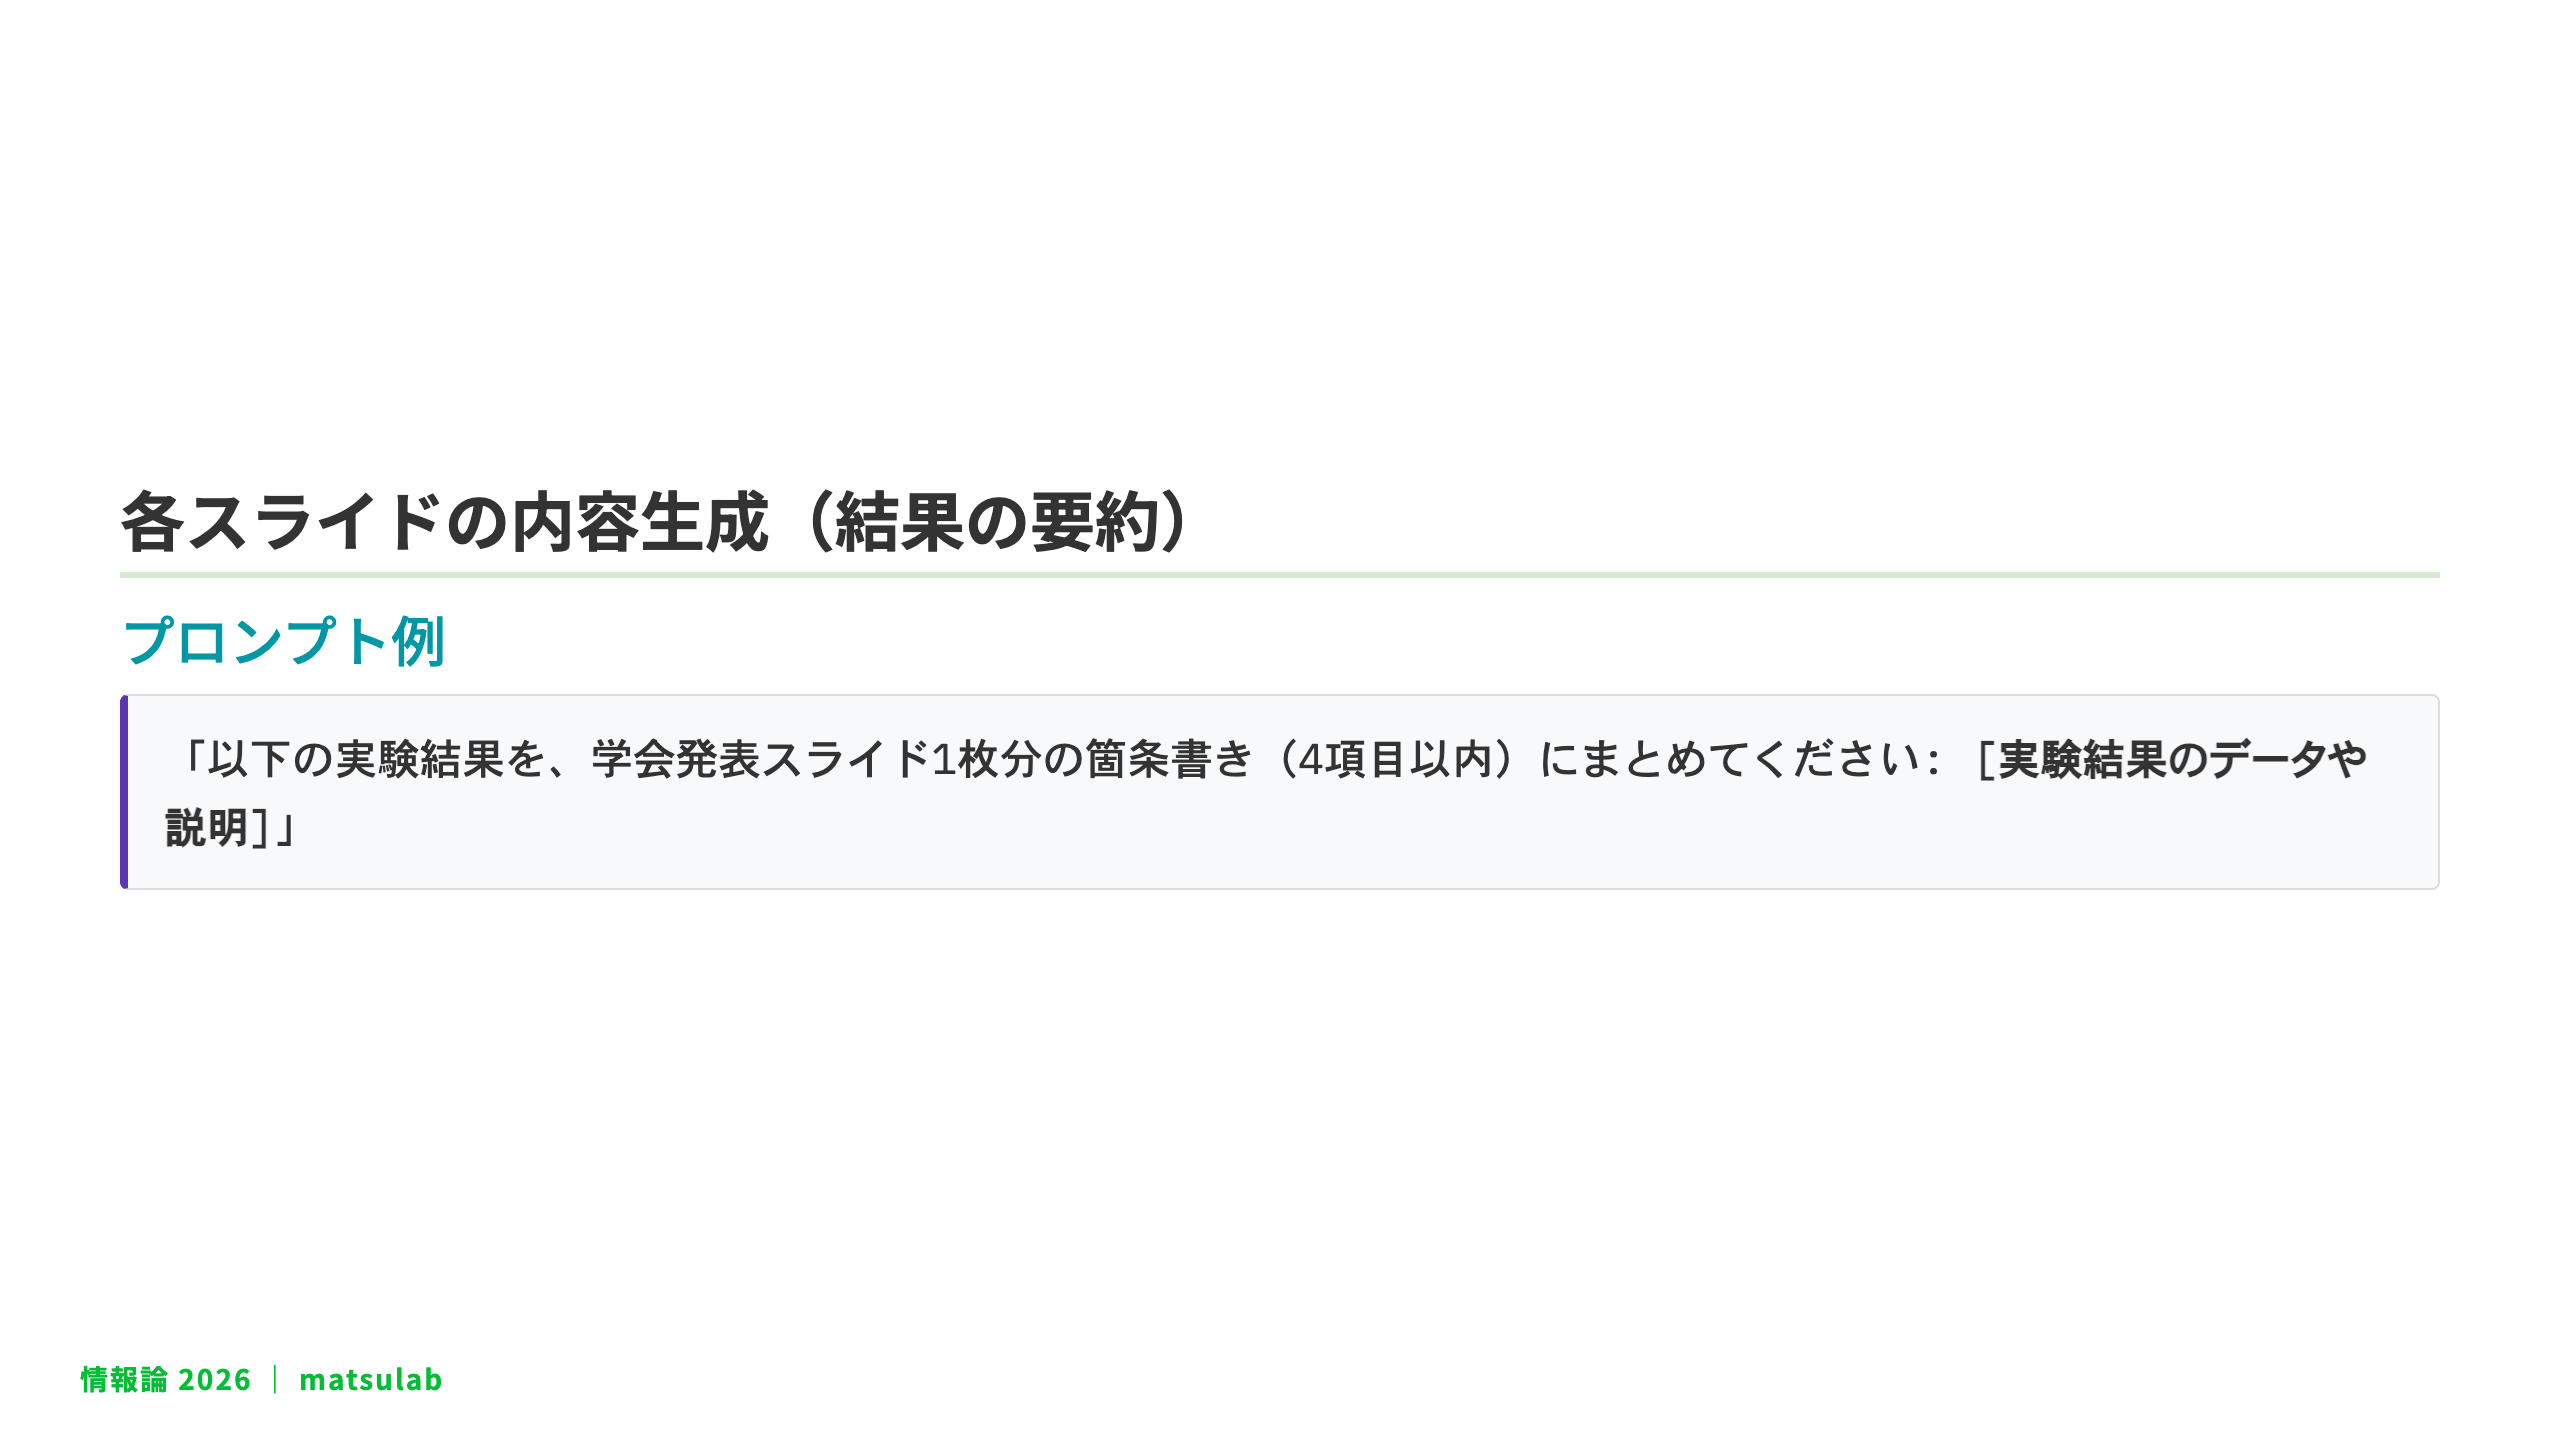 各スライドの内容生成（結果の要約）
プロンプト例
「以下の実験結果を、学会発表スライド1枚分の箇条書き（4項目以内）にまとめてください: [実験結果のデータや
説明]」
情報論 2026 ｜ matsulab